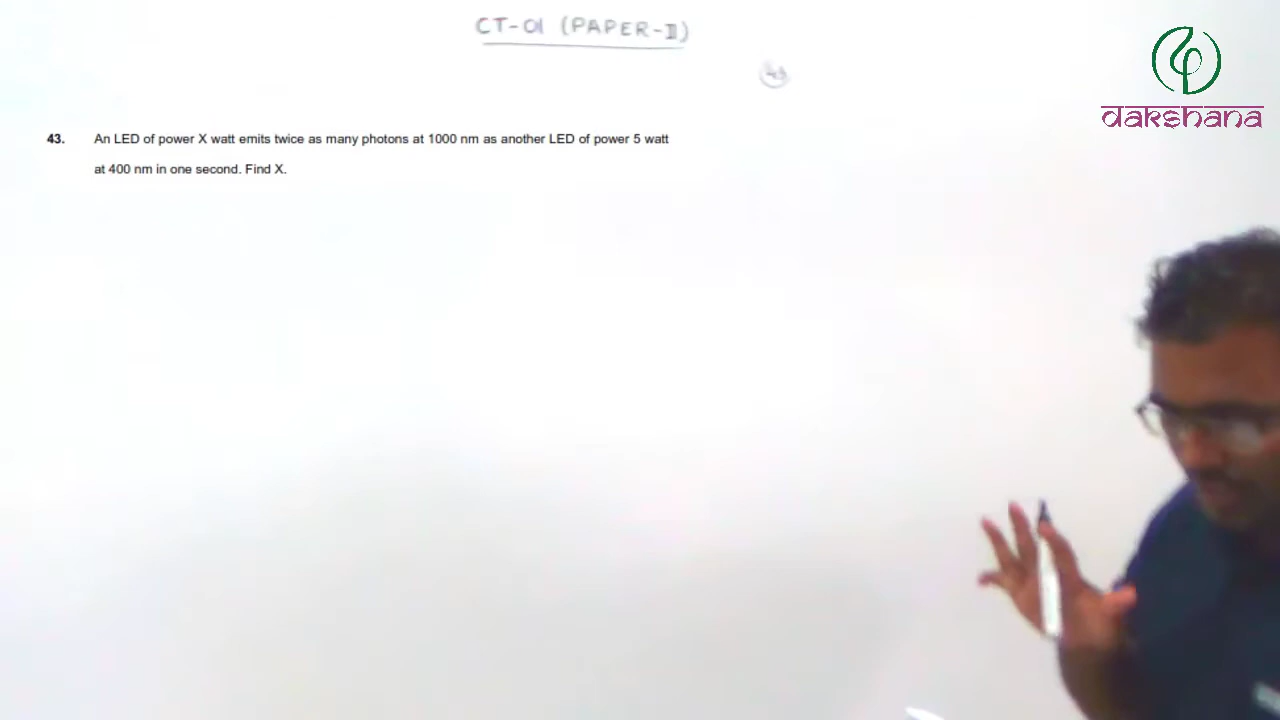 CT-01 (PAPER-II)
43
dakshana
43. An LED of power X watt emits twice as many photons at 1000 nm as another LED of power 5 watt
at 400 nm in one second. Find X.